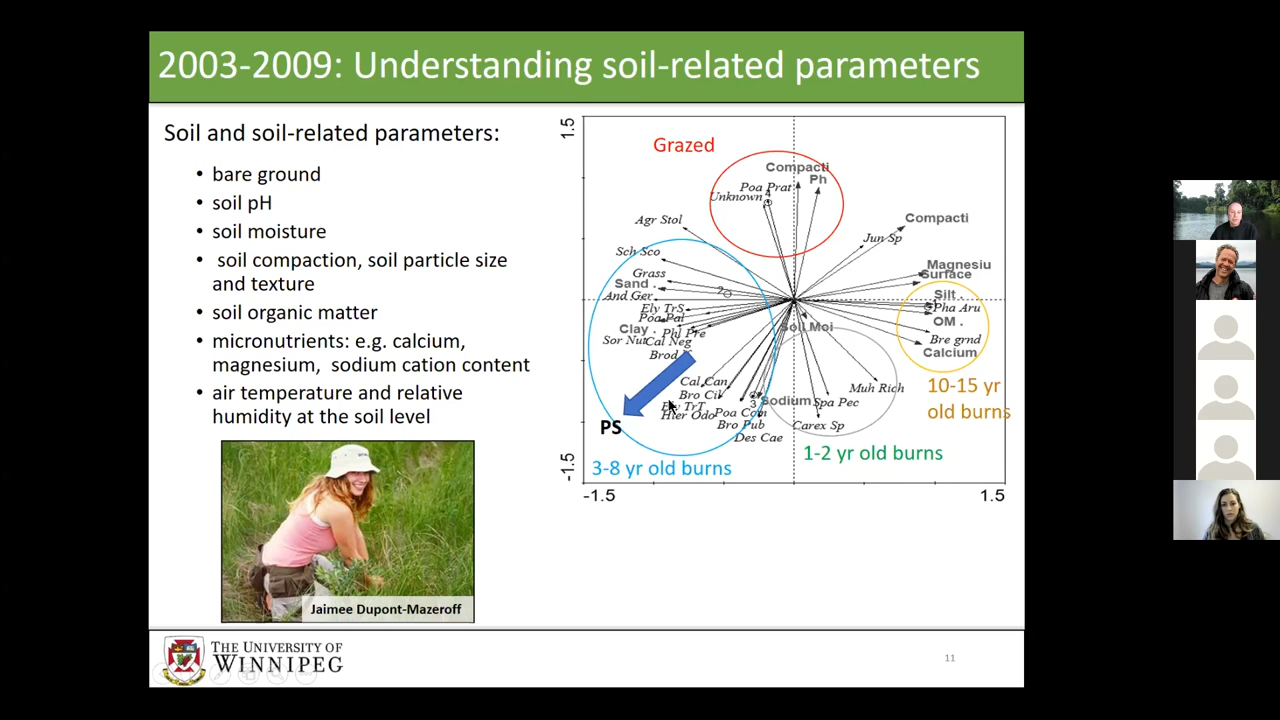 2003-2009: Understanding soil-related parameters
Soil and soil-related parameters:
• bare ground
• soil pH
• soil moisture
• soil compaction, soil particle size
and texture
• soil organic matter
• micronutrients: e.g. calcium,
magnesium, sodium cation content
• air temperature and relative
humidity at the soil level
Jaimee Dupont-Mazeroff
1.5
Grazed
Compacti
Ph
Poa Prat
4
Unknown
Agr Stol
Compacti
Jun Sp
Sch Sco
Magnesiu
Surface
Grass
Sand .
2
Silt .
And Ger
Ely TrS
Pha Aru
Poa Pal
OM .
Soil Moi
Clay .
Phl Pre
Sor Nut
Cal Neg
Bre grnd
Brod
Calcium
Cal Can
Muh Rich
10-15 yr
old burns
Bro Cil
Sodium
3
Spa Pec
TrT
Hier Odo
Poa Com
Bro Pub
Carex Sp
PS
Des Cae
1-2 yr old burns
3-8 yr old burns
-1.5
-1.5
1.5
THE UNIVERSITY OF
WINNIPEG
11